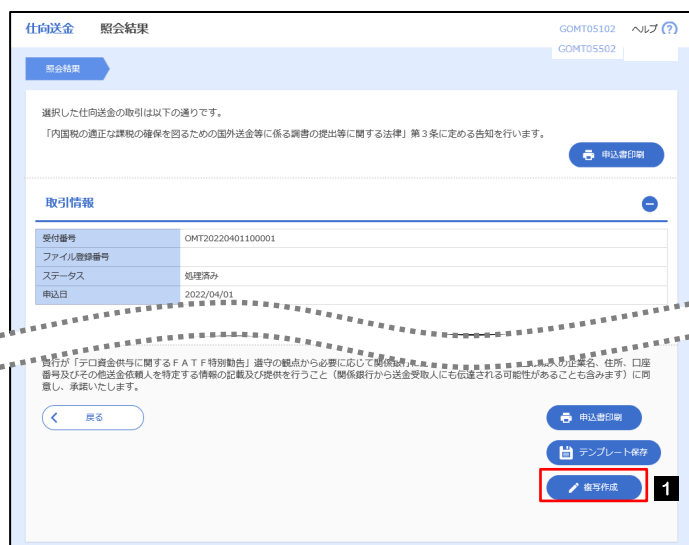 仕向送金 照会結果 GOMT05102 ヘルプ ?
GOMT05502
照会結果
選択した仕向送金の取引は以下の通りです。
「内国税の適正な課税の確保を図るための国外送金等に係る調書の提出等に関する法律」第3条に定める告知を行います。
申込書印刷
取引情報
受付番号 OMT20220401100001
ファイル登録番号
ステータス 処理済み
申込日 2022/04/01
貴行が「テロ資金供与に関するFATF特別勧告」遵守の観点から必要に応じて関係銀行に の企業名、住所、口座
番号及びその他送金依頼人を特定する情報の記載及び提供を行うこと（関係銀行から送金受取人にも伝達される可能性があることも含みます）に同
意し、承諾いたします。
戻る 申込書印刷
テンプレート保存
複写作成 1